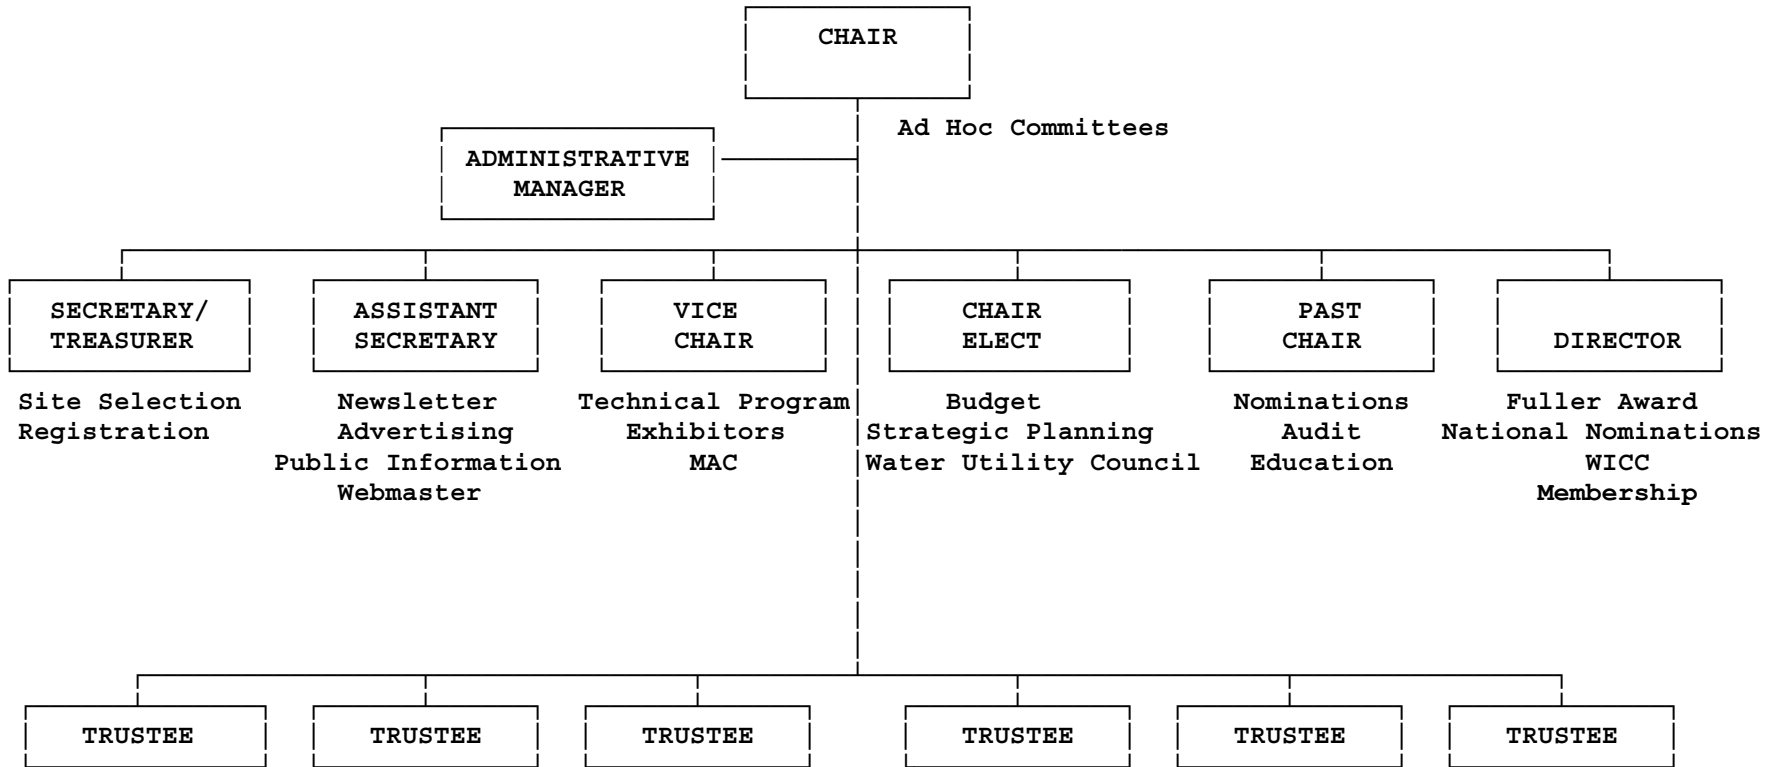 CHAIR
Ad Hoc Committees
ADMINISTRATIVE
MANAGER
SECRETARY/
TREASURER
ASSISTANT
SECRETARY
VICE
CHAIR
CHAIR
ELECT
PAST
CHAIR
DIRECTOR
Site Selection
Registration
Newsletter
Advertising
Public Information
Webmaster
Technical Program
Exhibitors
MAC
Budget
Strategic Planning
Water Utility Council
Nominations
Audit
Education
Fuller Award
National Nominations
WICC
Membership
TRUSTEE
TRUSTEE
TRUSTEE
TRUSTEE
TRUSTEE
TRUSTEE